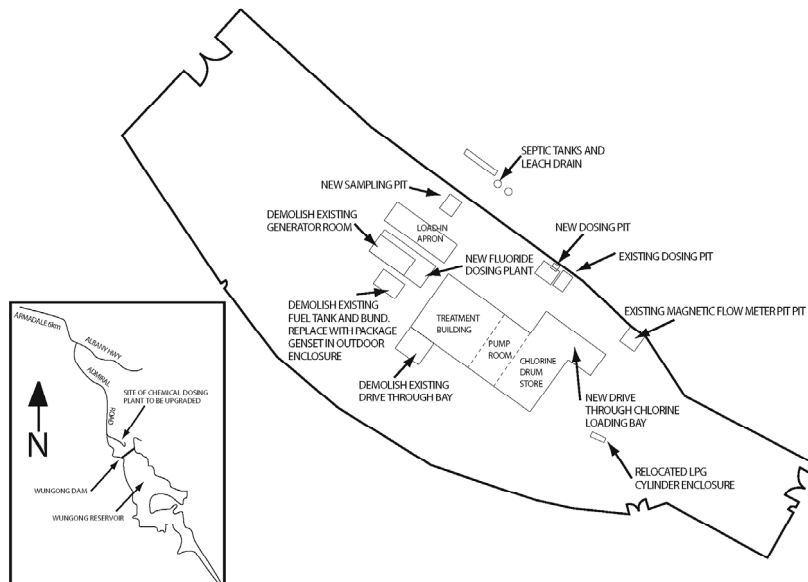 SEPTIC TANKS AND
LEACH DRAIN
NEW SAMPLING PIT
DEMOLISH EXISTING
GENERATOR ROOM
LOAD-IN
APRON
NEW DOSING PIT
EXISTING DOSING PIT
NEW FLUORIDE
DOSING PLANT
DEMOLISH EXISTING
FUEL TANK AND BUND.
REPLACE WITH PACKAGE
GENSET IN OUTDOOR
ENCLOSURE
EXISTING MAGNETIC FLOW METER PIT PIT
TREATMENT
BUILDING
PUMP
ROOM
CHLORINE
DRUM
STORE
DEMOLISH EXISTING
DRIVE THROUGH BAY
NEW DRIVE
THROUGH CHLORINE
LOADING BAY
RELOCATED LPG
CYLINDER ENCLOSURE
ARMADALE 6km
ALBANY HWY
ADMIRAL
ROAD
SITE OF CHEMICAL DOSING
PLANT TO BE UPGRADED
N
WUNGONG DAM
WUNGONG RESERVOIR